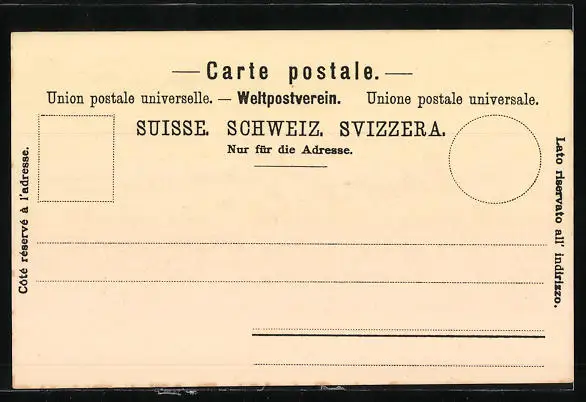 — Carte postale. —
Union postale universelle. — Weltpostverein. Unione postale universale.
SUISSE. SCHWEIZ. SVIZZERA.
Nur für die Adresse.
Côté réservé à l'adresse.
Lato riservato all' indirizzo.